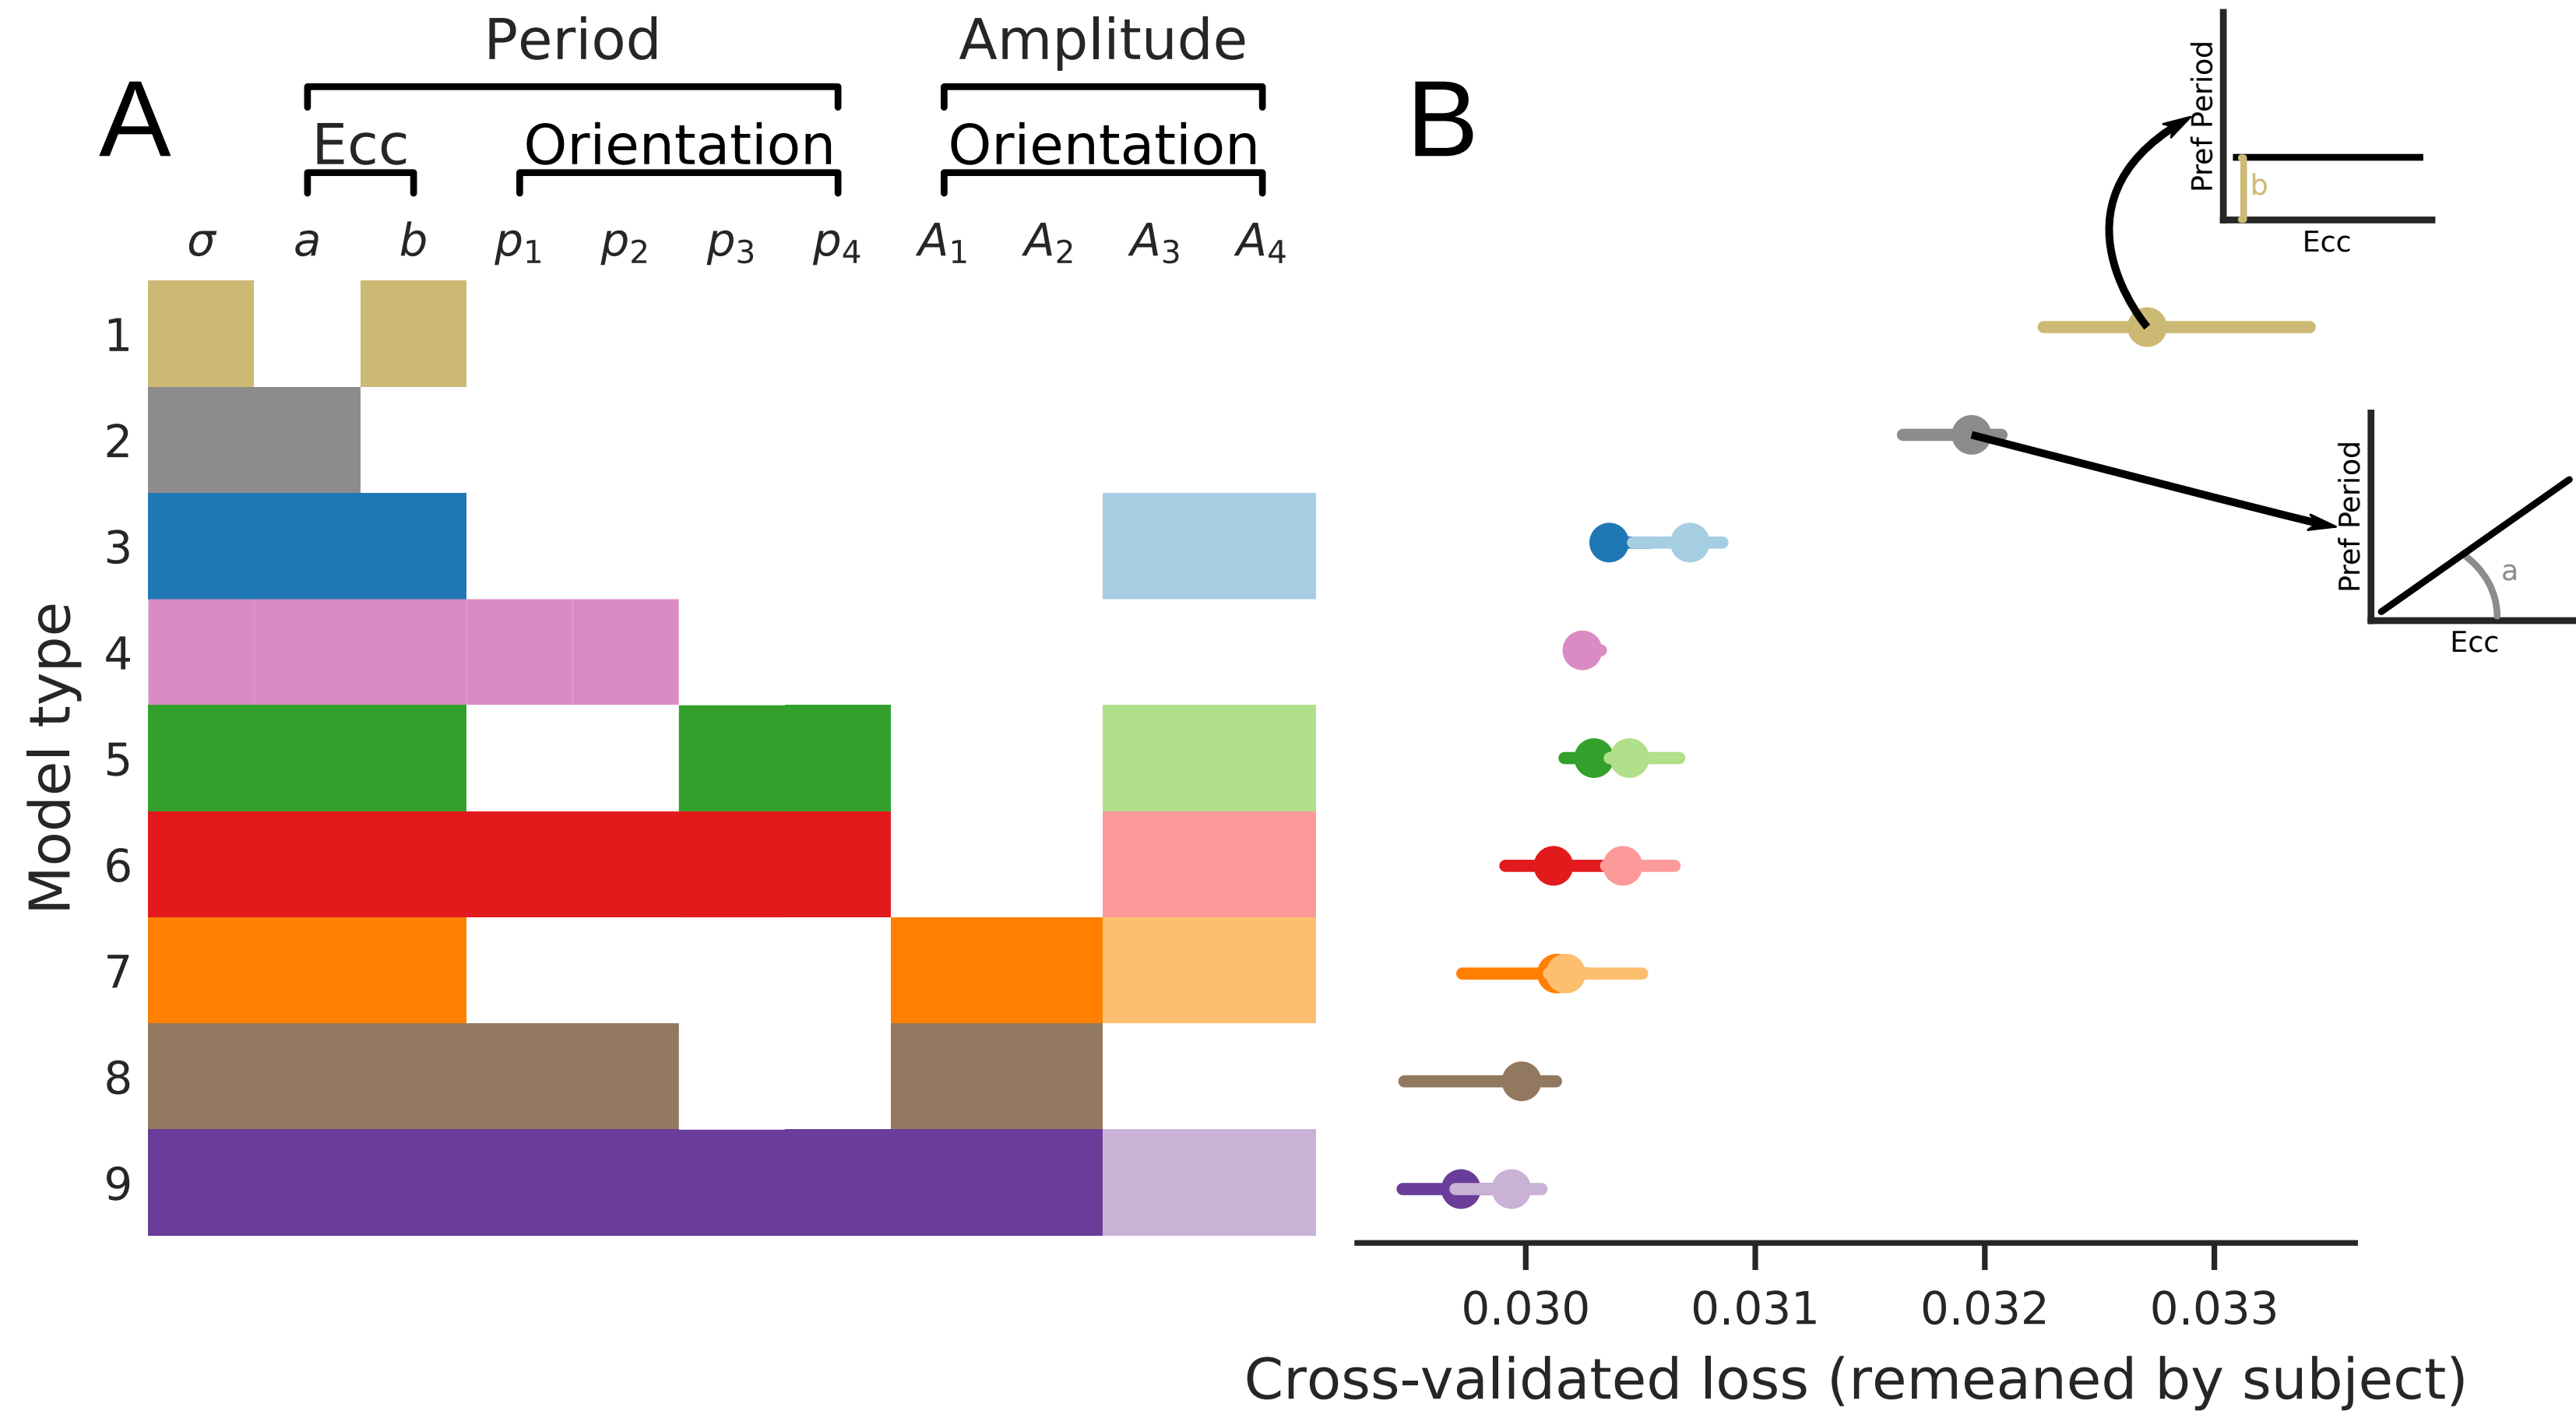 A
Period
Amplitude
Ecc
Orientation
Orientation
σ a b p1 p2 p3 p4 A1 A2 A3 A4
Model type
1
2
3
4
5
6
7
8
9
B
Pref Period
b
Ecc
Pref Period
a
Ecc
0.030 0.031 0.032 0.033
Cross-validated loss (remeaned by subject)